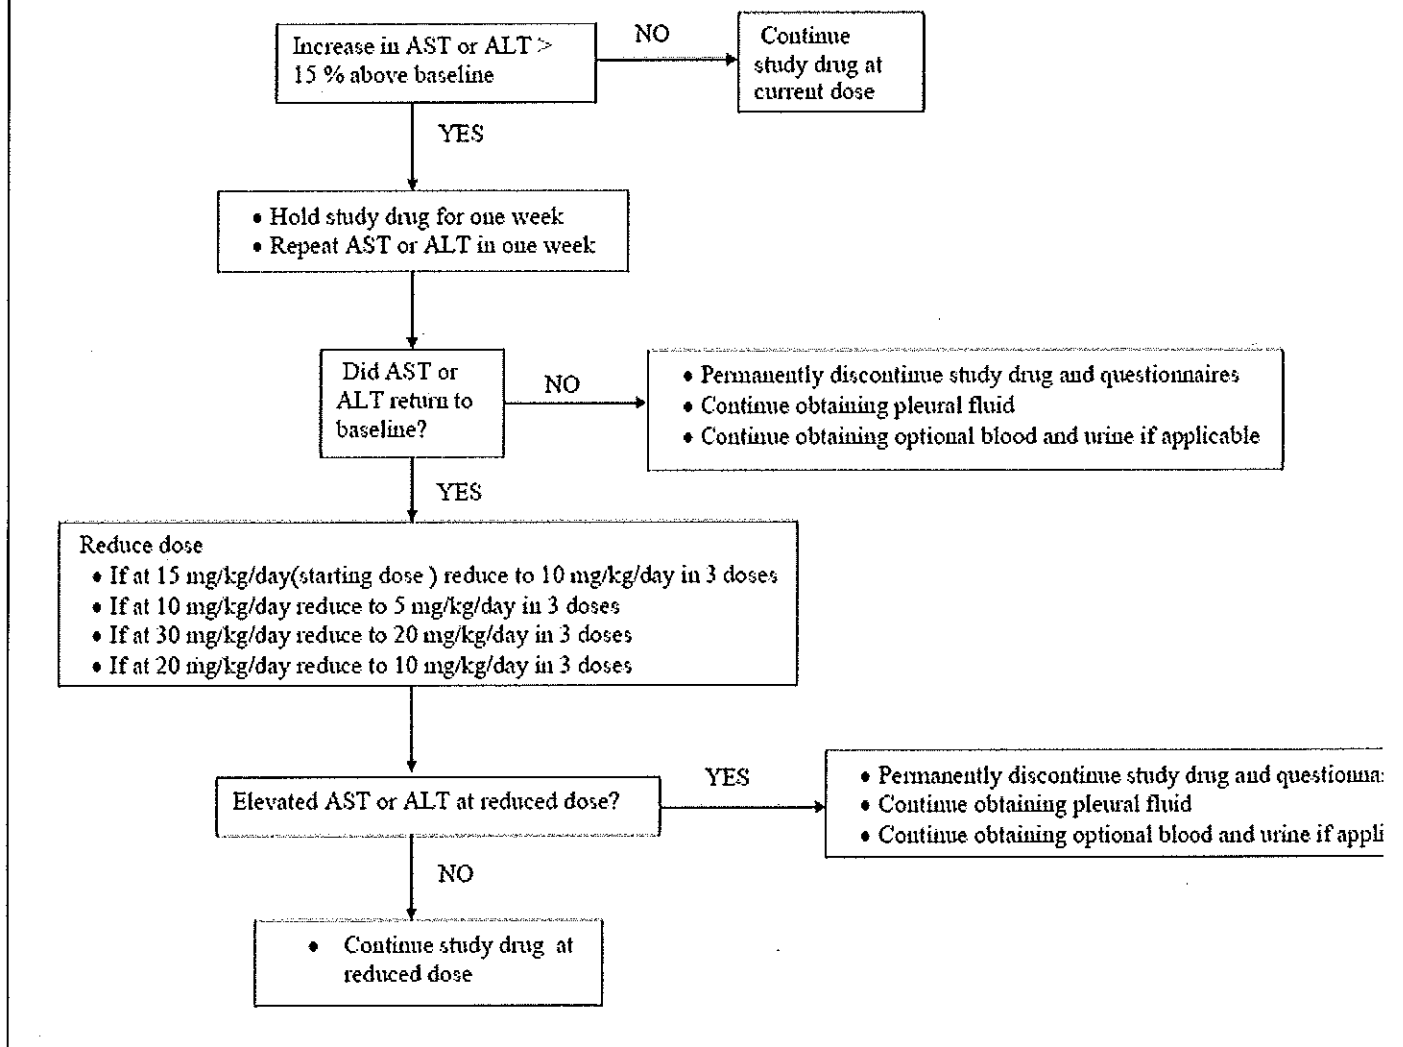 Increase in AST or ALT >
15 % above baseline
NO
Continue
study drug at
current dose
YES
• Hold study drug for one week
• Repeat AST or ALT in one week
Did AST or
ALT return to
baseline?
NO
• Permanently discontinue study drug and questionnaires
• Continue obtaining pleural fluid
• Continue obtaining optional blood and urine if applicable
YES
Reduce dose
• If at 15 mg/kg/day(starting dose ) reduce to 10 mg/kg/day in 3 doses
• If at 10 mg/kg/day reduce to 5 mg/kg/day in 3 doses
• If at 30 mg/kg/day reduce to 20 mg/kg/day in 3 doses
• If at 20 mg/kg/day reduce to 10 mg/kg/day in 3 doses
Elevated AST or ALT at reduced dose?
YES
• Permanently discontinue study drug and questionna
• Continue obtaining pleural fluid
• Continue obtaining optional blood and urine if appli
NO
• Continue study drug at
reduced dose